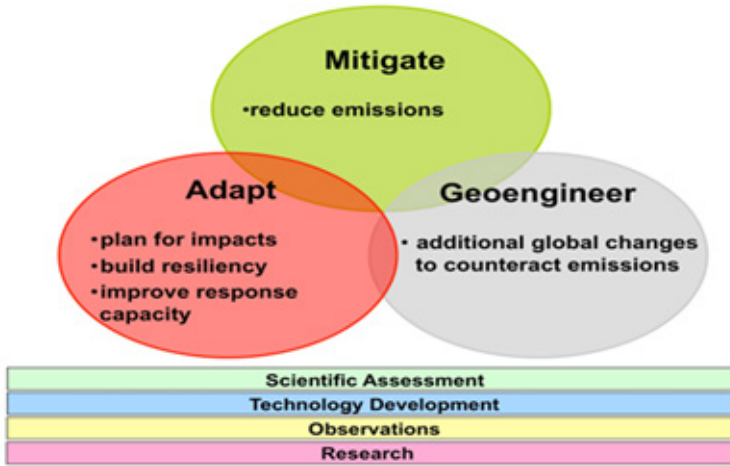 Mitigate
•reduce emissions
Adapt
•plan for impacts
•build resiliency
•improve response
capacity
Geoengineer
• additional global changes
to counteract emissions
Scientific Assessment
Technology Development
Observations
Research